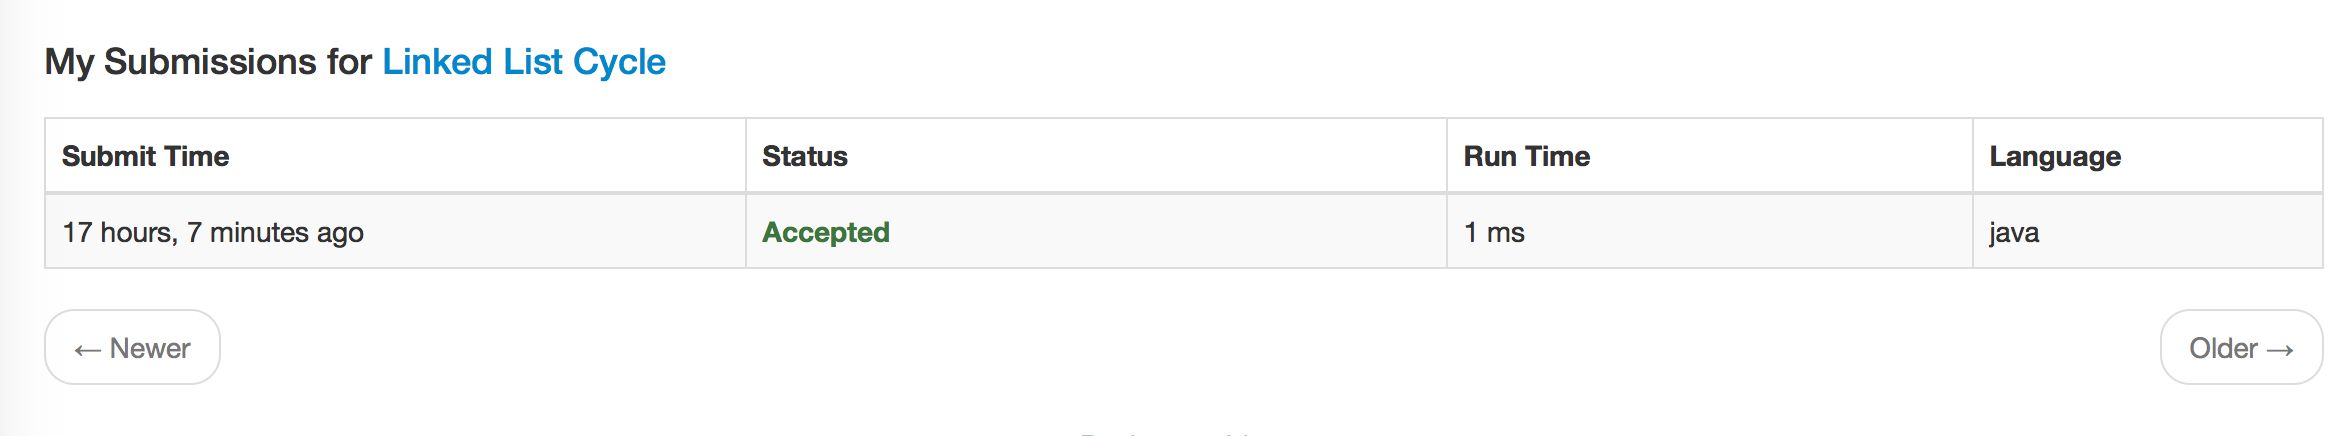 My Submissions for Linked List Cycle
Submit Time Status Run Time Language
17 hours, 7 minutes ago Accepted 1 ms java
← Newer Older →